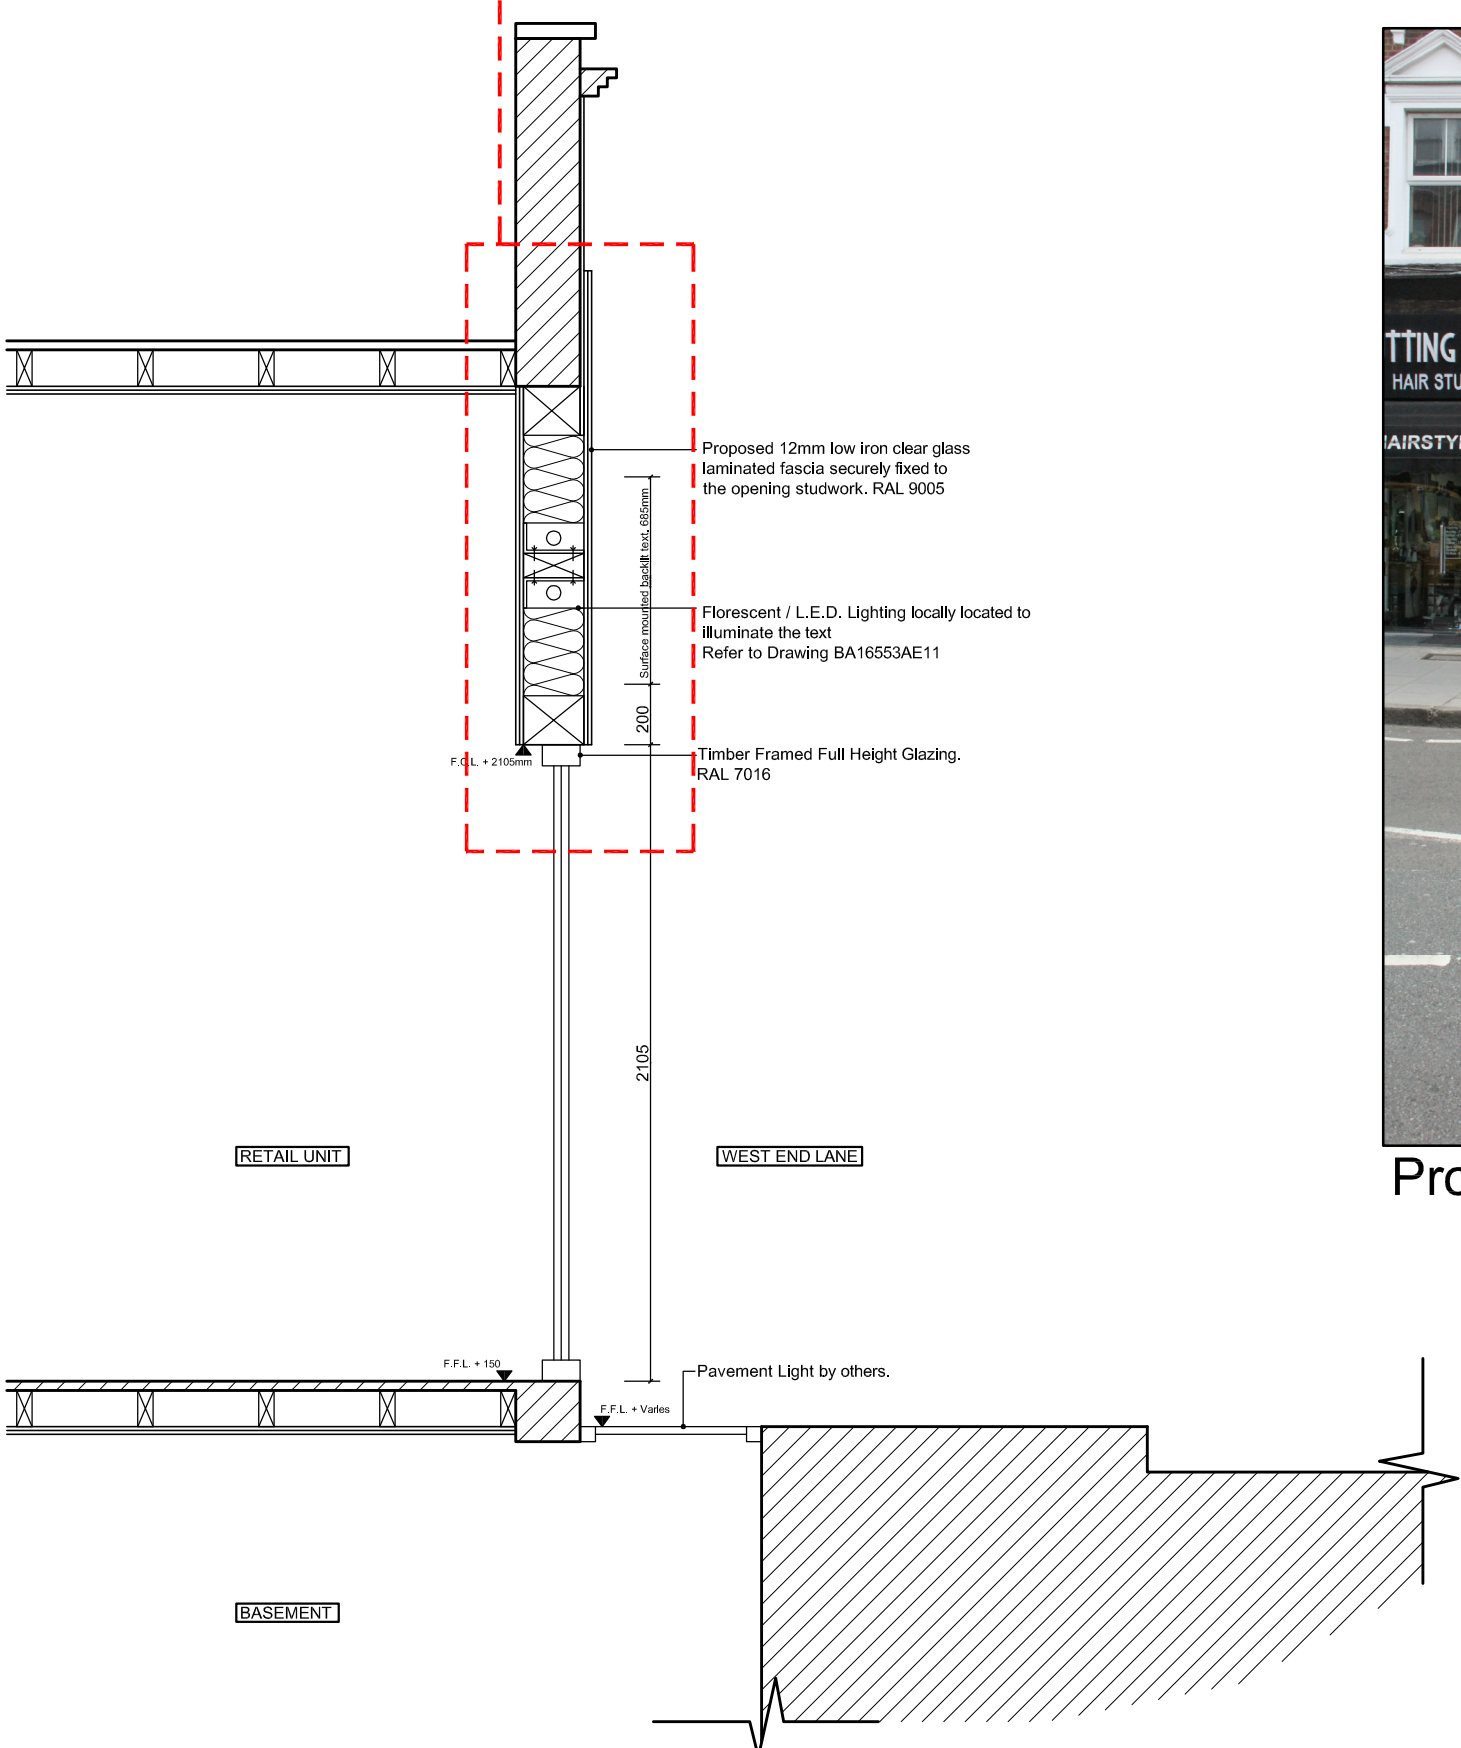 TTING
HAIR STU
AIRSTY
Proposed 12mm low iron clear glass
laminated fascia securely fixed to
the opening studwork. RAL 9005
Surface mounted backlit text. 685mm
Florescent / L.E.D. Lighting locally located to
illuminate the text
Refer to Drawing BA16553AE11
200
F.C.L. + 2105mm
Timber Framed Full Height Glazing.
RAL 7016
2105
RETAIL UNIT
WEST END LANE
Pro
F.F.L. + 150
Pavement Light by others.
F.F.L. + Varies
BASEMENT